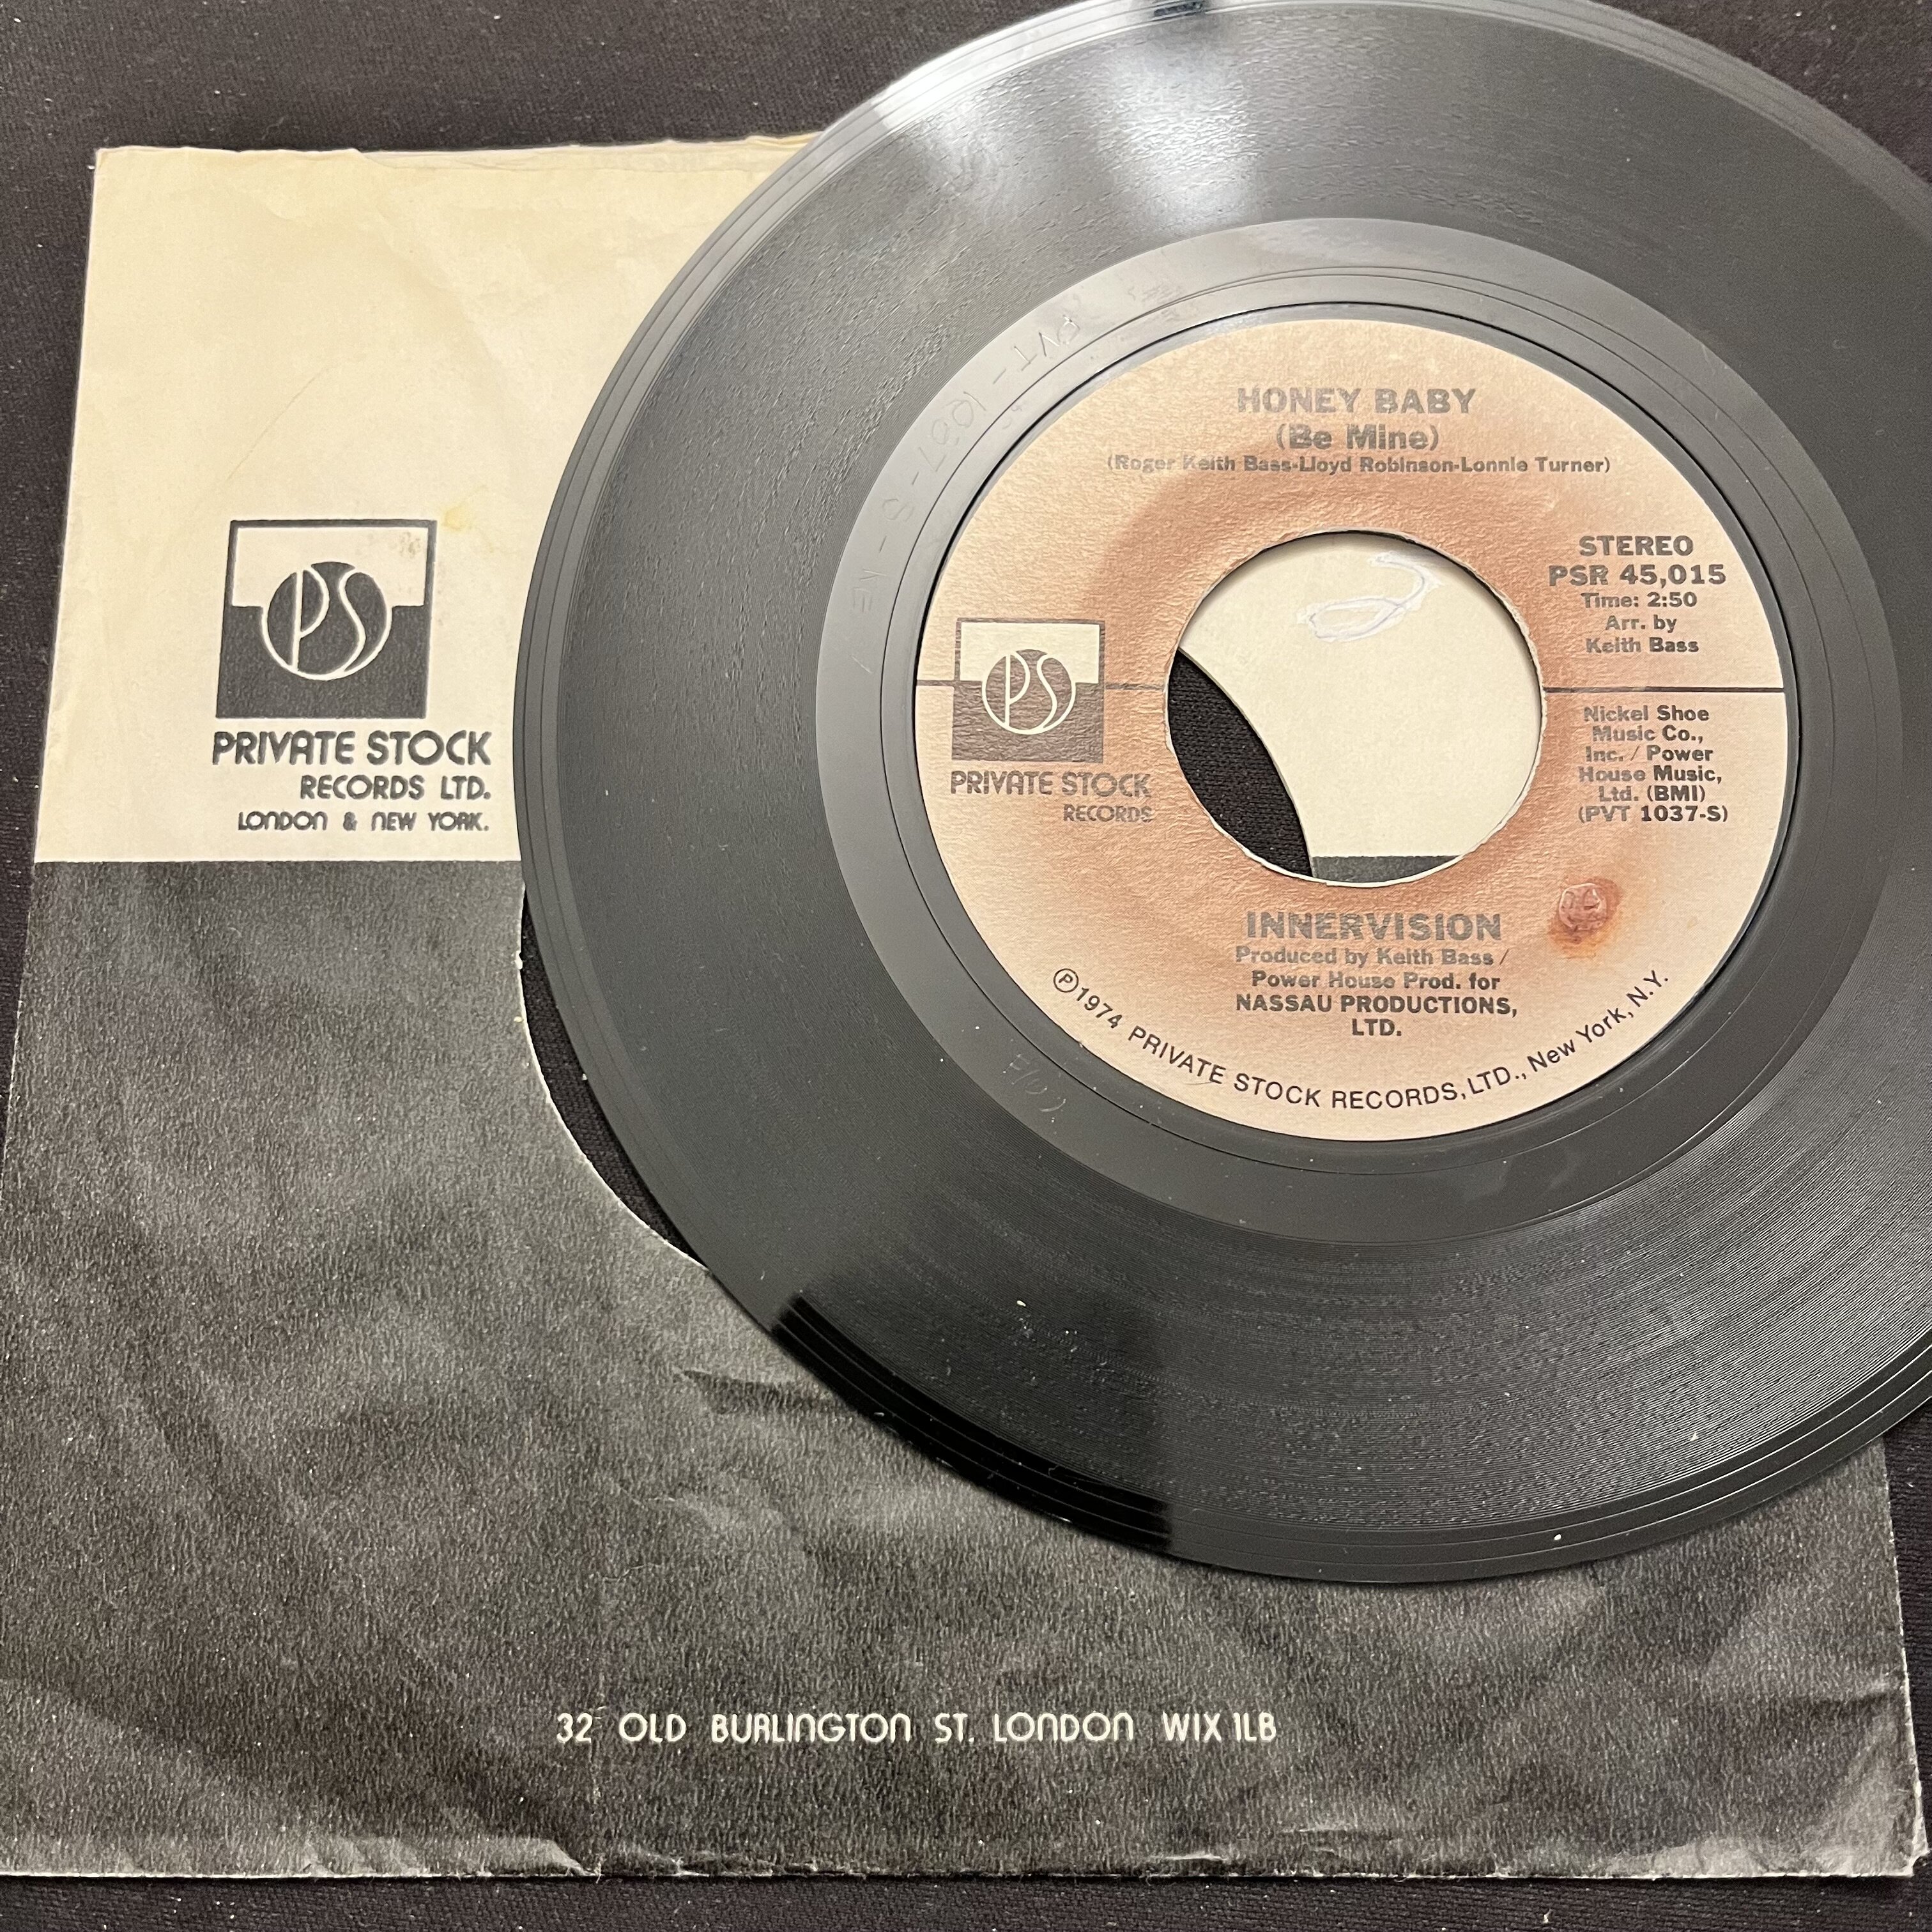 PS
PRIVATE STOCK
RECORDS LTD.
LONDON & NEW YORK.
HONEY BABY
(Be Mine)
(Roger Keith Bass-Lloyd Robinson-Lonnie Turner)
STEREO
PSR 45,015
Time: 2:50
Arr. by
Keith Bass
PS
PRIVATE STOCK
RECORDS
Nickel Shoe
Music Co.,
Inc. / Power
House Music,
Ltd. (BMI)
(PVT 1037-S)
INNERVISION
Produced by Keith Bass /
Power House Prod. for
NASSAU PRODUCTIONS,
LTD.
Ⓟ1974 PRIVATE STOCK RECORDS, LTD., New York, N.Y.
32 OLD BURLINGTON ST. LONDON W1X 1LB